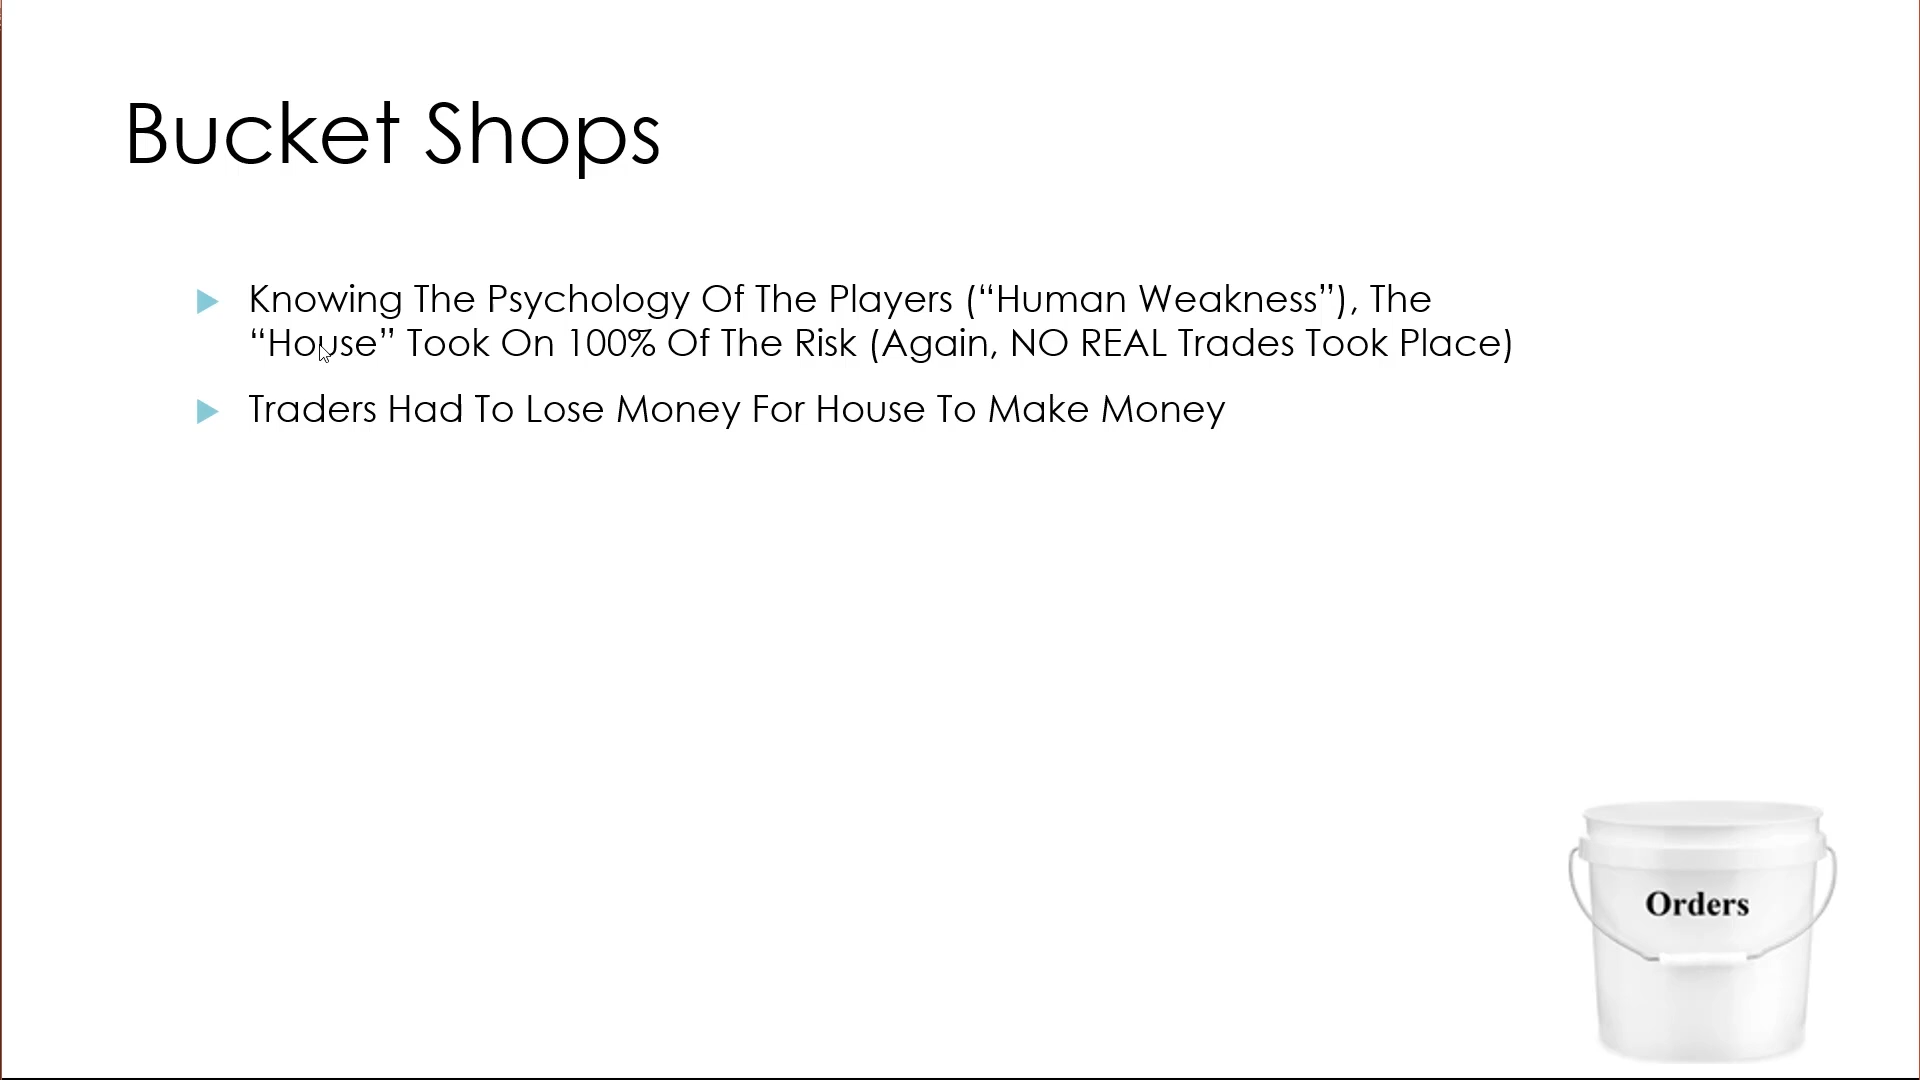 Bucket Shops
Knowing The Psychology Of The Players (“Human Weakness”), The
“House” Took On 100% Of The Risk (Again, NO REAL Trades Took Place)
Traders Had To Lose Money For House To Make Money
Orders